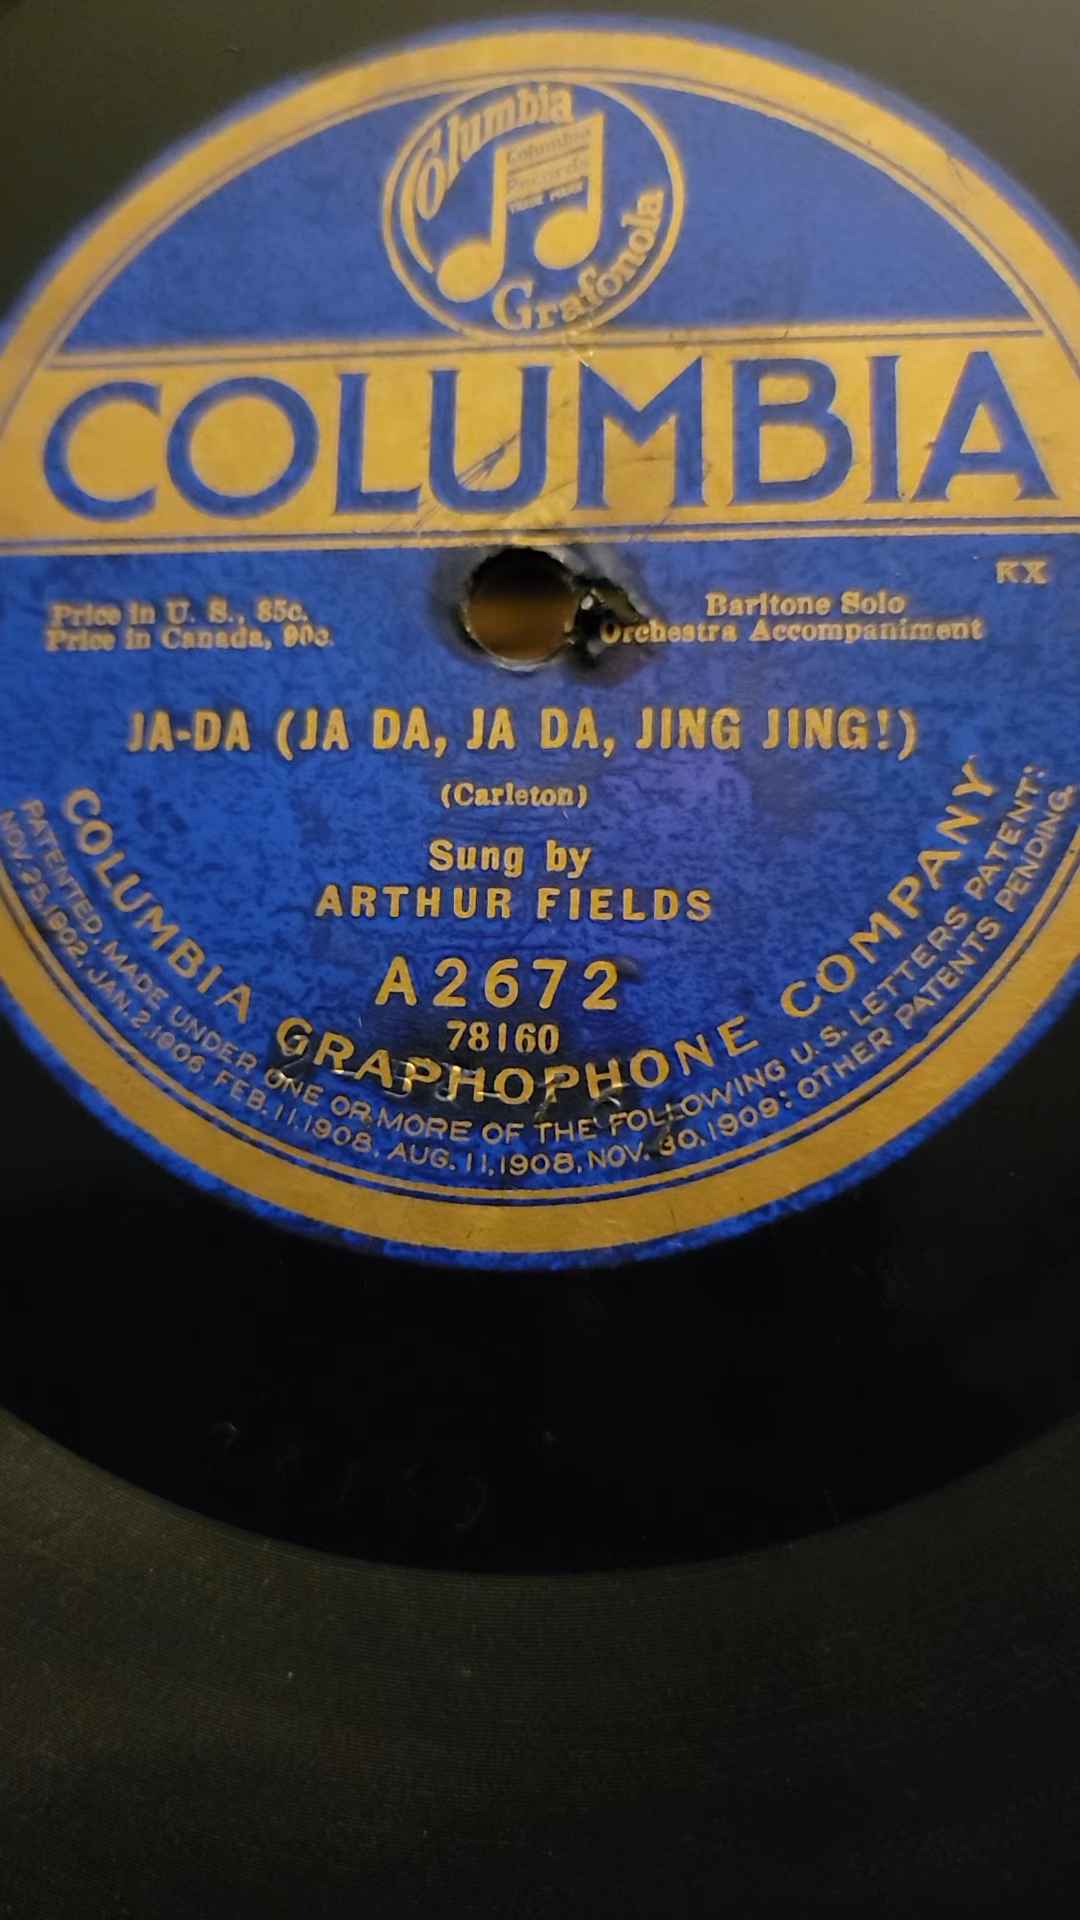 Columbia
Columbia
Records
TRADE MARK
Grafonola
COLUMBIA
KX
Price in U. S., 85c.
Price in Canada, 90c.
Baritone Solo
Orchestra Accompaniment
JA-DA (JA DA, JA DA, JING JING!)
(Carleton)
Sung by
ARTHUR FIELDS
A2672
78160
COLUMBIA GRAPHOPHONE COMPANY
PATENTED. MADE UNDER ONE OR MORE OF THE FOLLOWING U.S. LETTERS PATENT:
NOV. 25, 1902, JAN. 2, 1906, FEB. 11, 1908, AUG. 11, 1908, NOV. 30, 1909: OTHER PATENTS PENDING.
78160